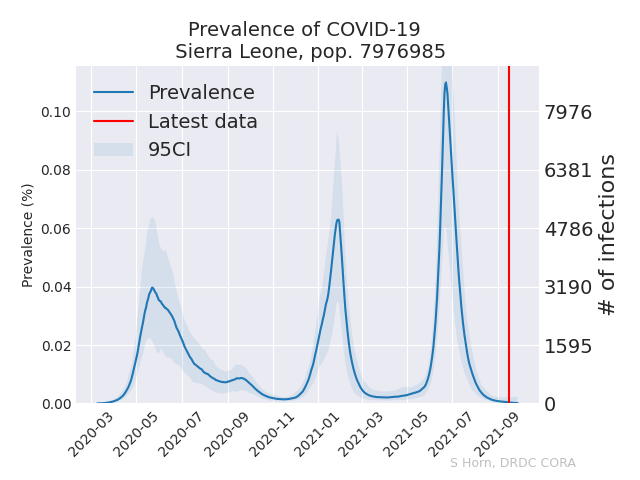 Prevalence of COVID-19
Sierra Leone, pop. 7976985
Prevalence
Latest data
95CI
Prevalence (%)
0.10
0.08
0.06
0.04
0.02
0.00
7976
6381
4786
3190
1595
0
# of infections
2020-03
2020-05
2020-07
2020-09
2020-11
2021-01
2021-03
2021-05
2021-07
2021-09
S Horn, DRDC CORA